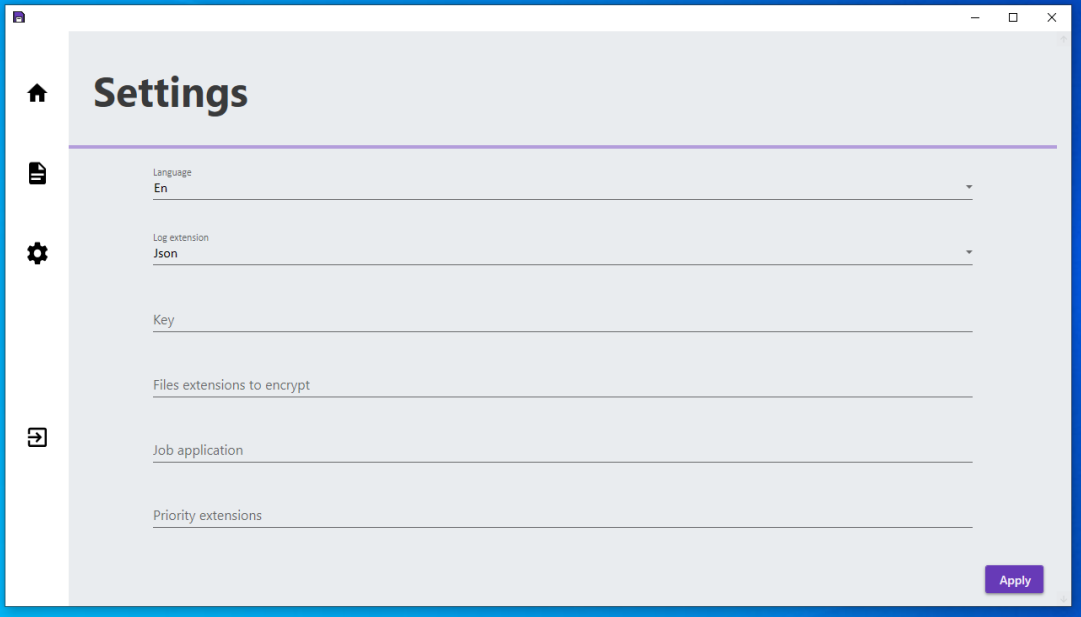 Settings
Language
En
Log extension
Json
Key
Files extensions to encrypt
Job application
Priority extensions
Apply